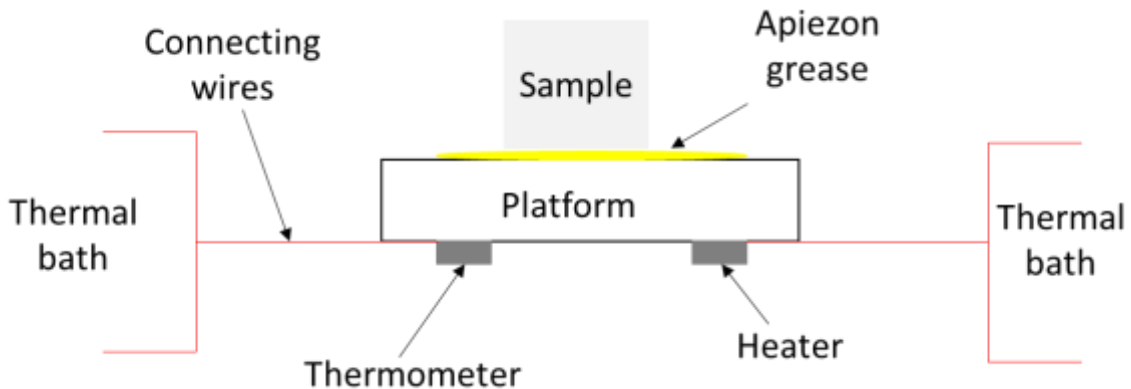 Connecting
wires
Apiezon
grease
Sample
Thermal
bath
Platform
Thermal
bath
Thermometer
Heater